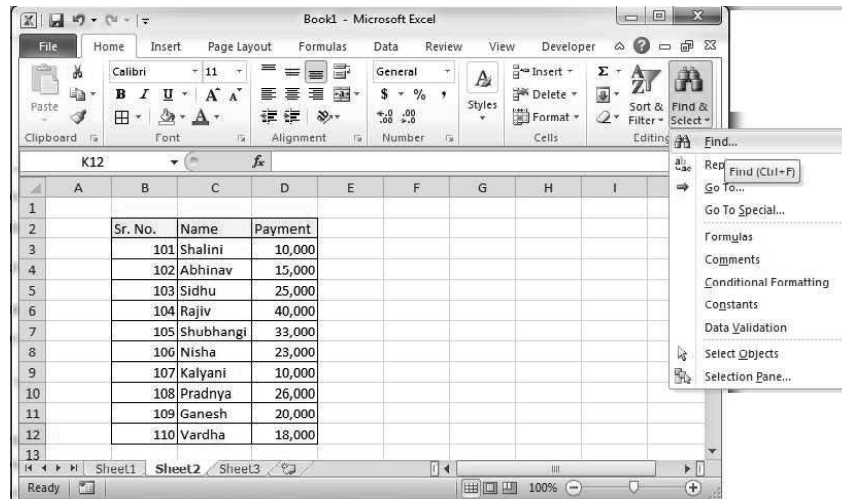 Book1 - Microsoft Excel
File Home Insert Page Layout Formulas Data Review View Developer
Calibri 11 General Insert Σ
Paste B I U A A $ % , Styles Delete Sort & Filter Find & Select
A Format
Clipboard Font Alignment Number Cells Editing
K12 fx
Find...
Rep
Find (Ctrl+F)
Go To...
Go To Special...
Formulas
Comments
Conditional Formatting
Constants
Data Validation
Select Objects
Selection Pane...
A B C D E F G H I
1
2 Sr. No. Name Payment
3 101 Shalini 10,000
4 102 Abhinav 15,000
5 103 Sidhu 25,000
6 104 Rajiv 40,000
7 105 Shubhangi 33,000
8 106 Nisha 23,000
9 107 Kalyani 10,000
10 108 Pradnya 26,000
11 109 Ganesh 20,000
12 110 Vardha 18,000
13
Sheet1 Sheet2 Sheet3
Ready 100%